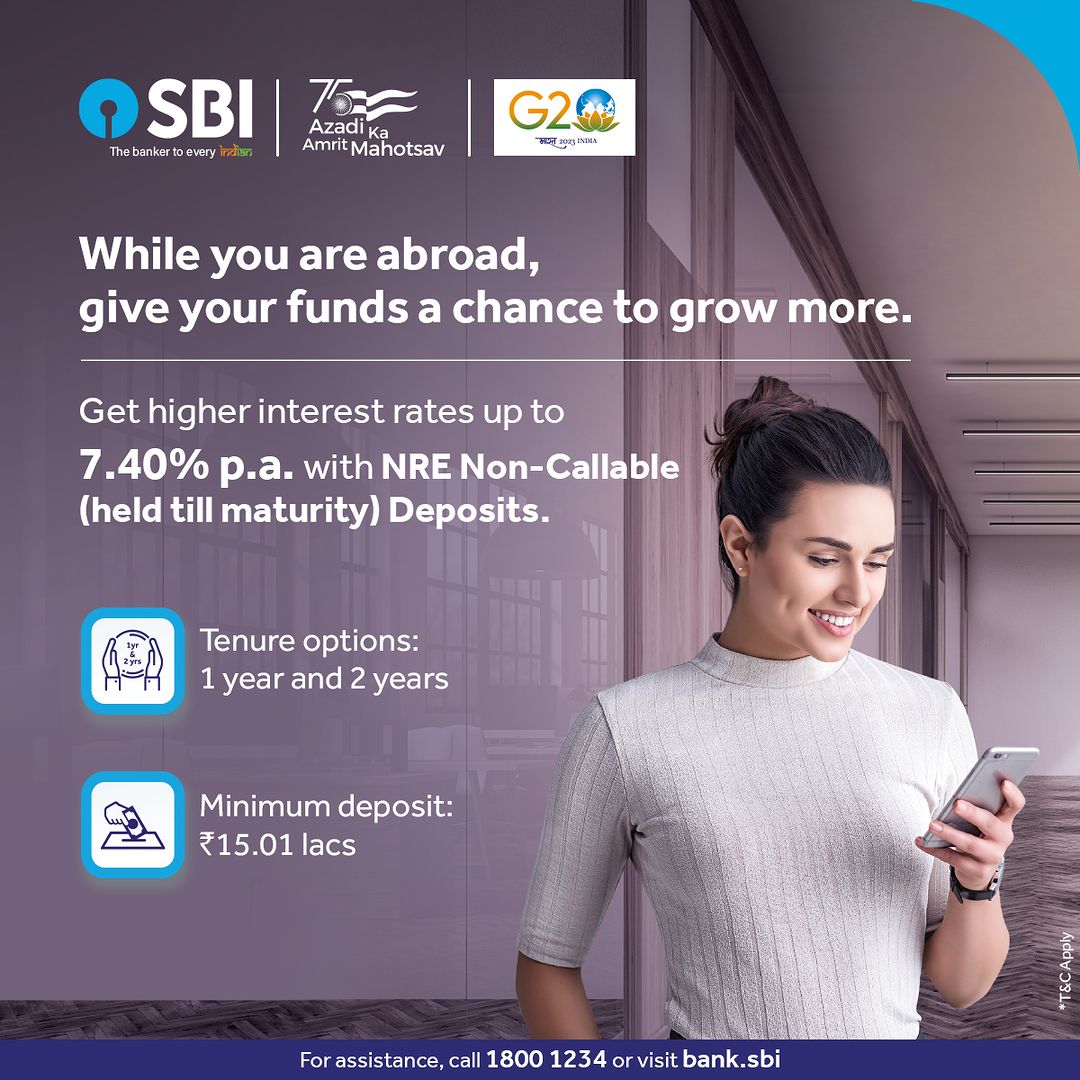 SBI
The banker to every indian
75
Azadi Ka
Amrit Mahotsav
G20
भारत 2023 INDIA
While you are abroad,
give your funds a chance to grow more.
Get higher interest rates up to
7.40% p.a. with NRE Non-Callable
(held till maturity) Deposits.
1yr
&
2 yrs
Tenure options:
1 year and 2 years
Minimum deposit:
₹15.01 lacs
*T&C Apply
For assistance, call 1800 1234 or visit bank.sbi